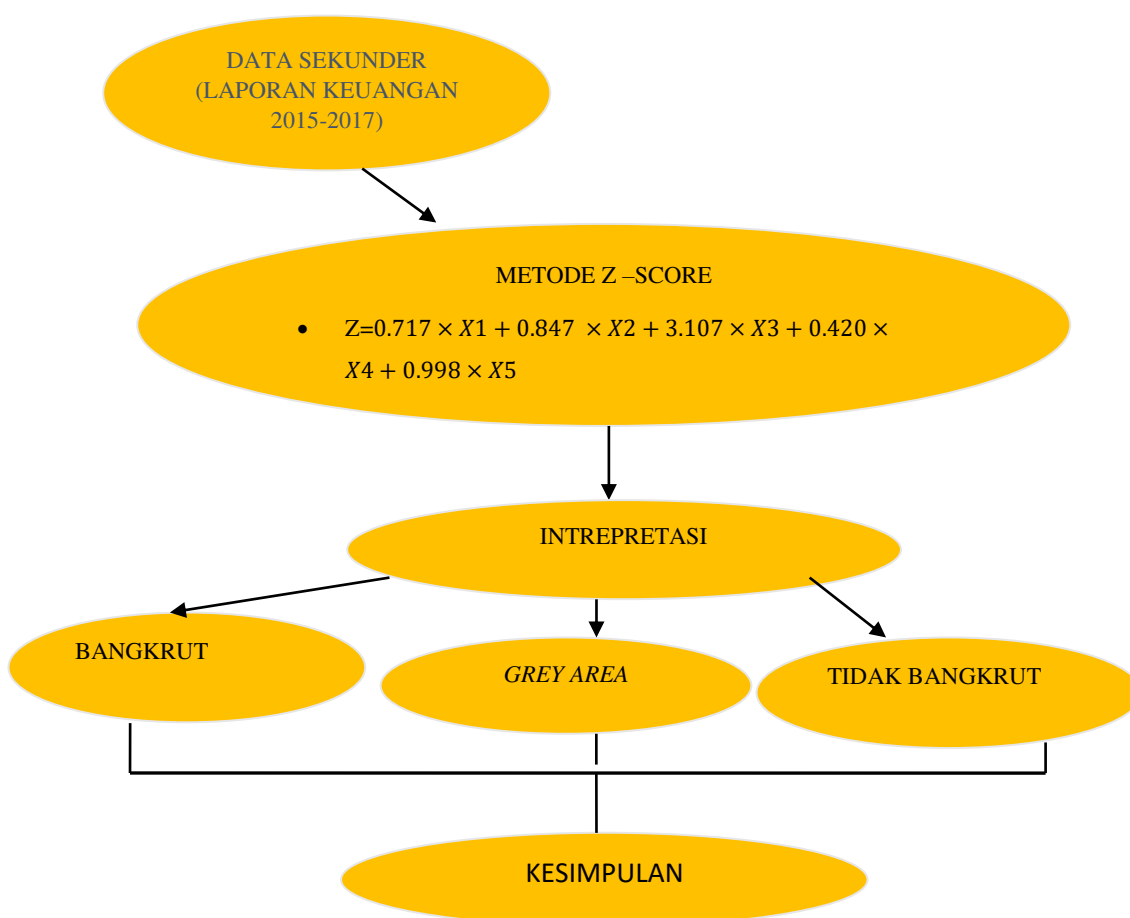 DATA SEKUNDER
(LAPORAN KEUANGAN
2015-2017)
METODE Z –SCORE
• Z=0.717 × X1 + 0.847 × X2 + 3.107 × X3 + 0.420 ×
X4 + 0.998 × X5
INTREPRETASI
BANGKRUT
GREY AREA
TIDAK BANGKRUT
KESIMPULAN